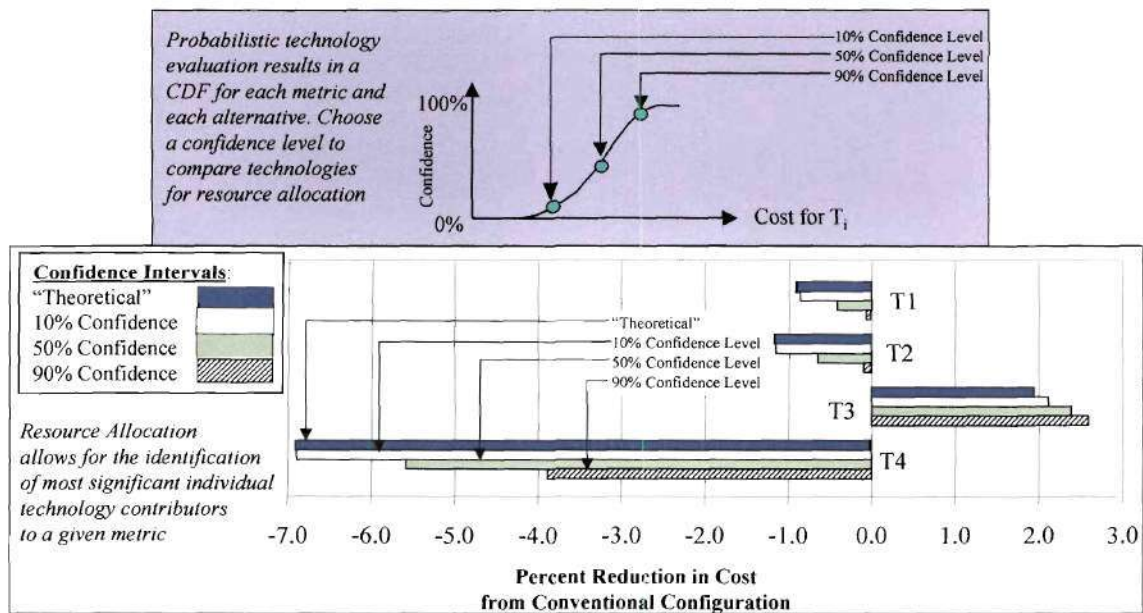 Probabilistic technology
evaluation results in a
CDF for each metric and
each alternative. Choose
a confidence level to
compare technologies
for resource allocation
10% Confidence Level
50% Confidence Level
90% Confidence Level
100%
Confidence
0%
Cost for Ti
Confidence Intervals:
"Theoretical"
10% Confidence
50% Confidence
90% Confidence
"Theoretical"
10% Confidence Level
50% Confidence Level
90% Confidence Level
T1
T2
T3
T4
Resource Allocation
allows for the identification
of most significant individual
technology contributors
to a given metric
-7.0 -6.0 -5.0 -4.0 -3.0 -2.0 -1.0 0.0 1.0 2.0 3.0
Percent Reduction in Cost
from Conventional Configuration